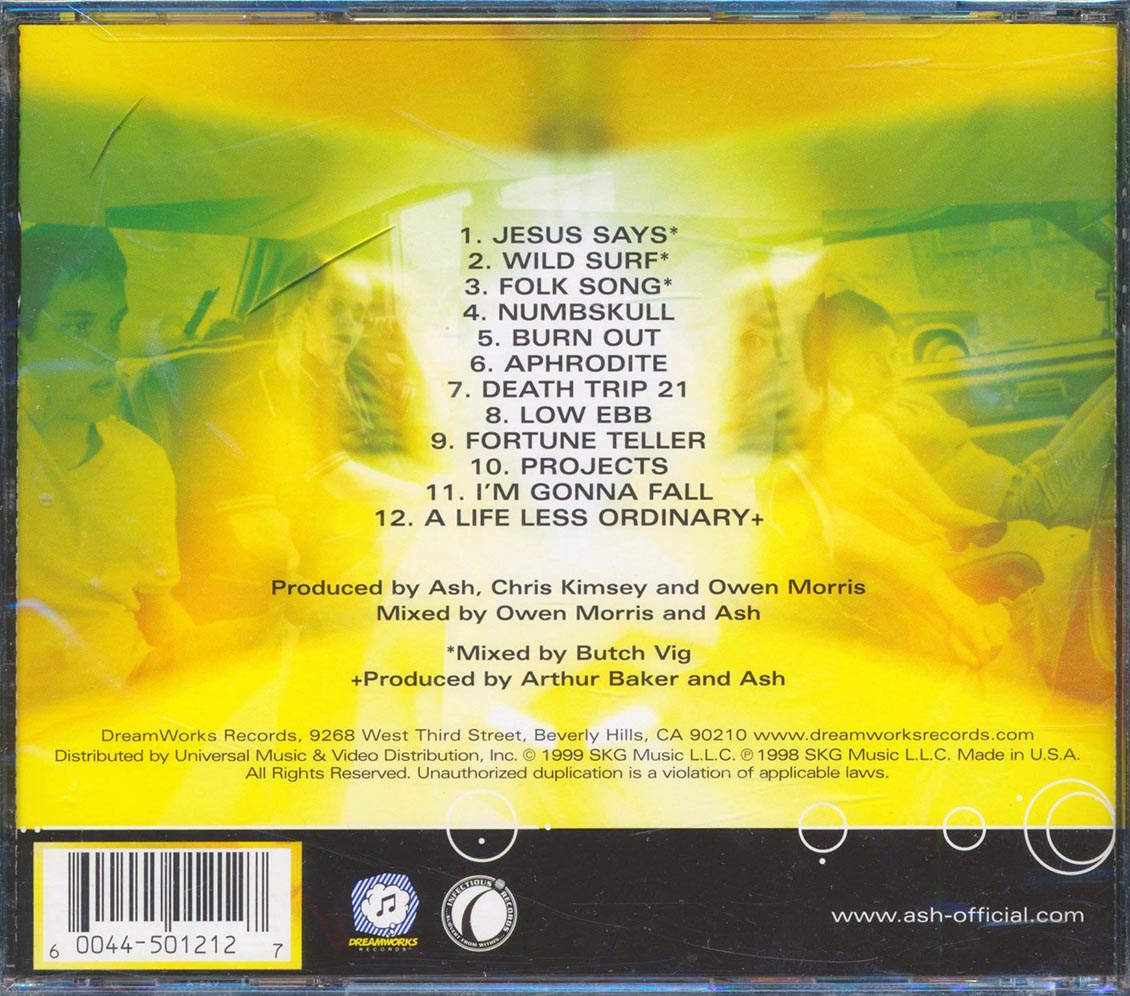 1. JESUS SAYS*
2. WILD SURF*
3. FOLK SONG*
4. NUMBSKULL
5. BURN OUT
6. APHRODITE
7. DEATH TRIP 21
8. LOW EBB
9. FORTUNE TELLER
10. PROJECTS
11. I'M GONNA FALL
12. A LIFE LESS ORDINARY+
Produced by Ash, Chris Kimsey and Owen Morris
Mixed by Owen Morris and Ash
*Mixed by Butch Vig
+Produced by Arthur Baker and Ash
DreamWorks Records, 9268 West Third Street, Beverly Hills, CA 90210 www.dreamworksrecords.com
Distributed by Universal Music & Video Distribution, Inc. © 1999 SKG Music L.L.C. ℗ 1998 SKG Music L.L.C. Made in U.S.A.
All Rights Reserved. Unauthorized duplication is a violation of applicable laws.
6 0044-501212 7
DREAMWORKS
RECORDS
INFECTIOUS RECORDS
SUBVERT FROM WITHIN
www.ash-official.com